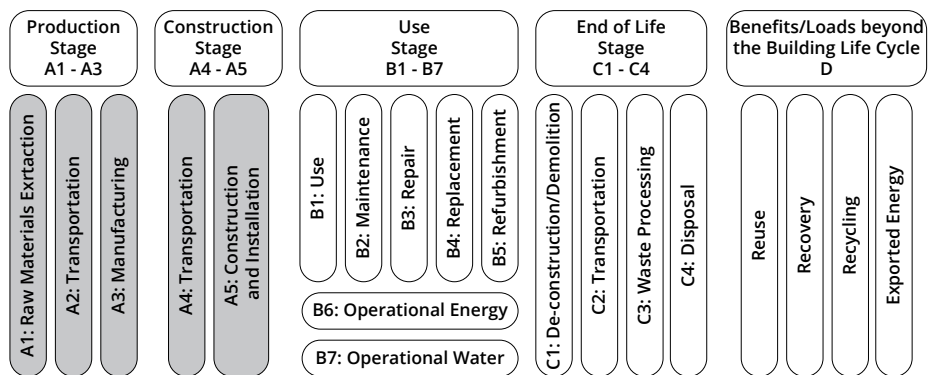 Production
Stage
A1 - A3
Construction
Stage
A4 - A5
Use
Stage
B1 - B7
End of Life
Stage
C1 - C4
Benefits/Loads beyond
the Building Life Cycle
D
A1: Raw Materials Exrtaction
A2: Transportation
A3: Manufacturing
A4: Transportation
A5: Construction
and Installation
B1: Use
B2: Maintenance
B3: Repair
B4: Replacement
B5: Refurbishment
B6: Operational Energy
B7: Operational Water
C1: De-construction/Demolition
C2: Transportation
C3: Waste Processing
C4: Disposal
Reuse
Recovery
Recycling
Exported Energy